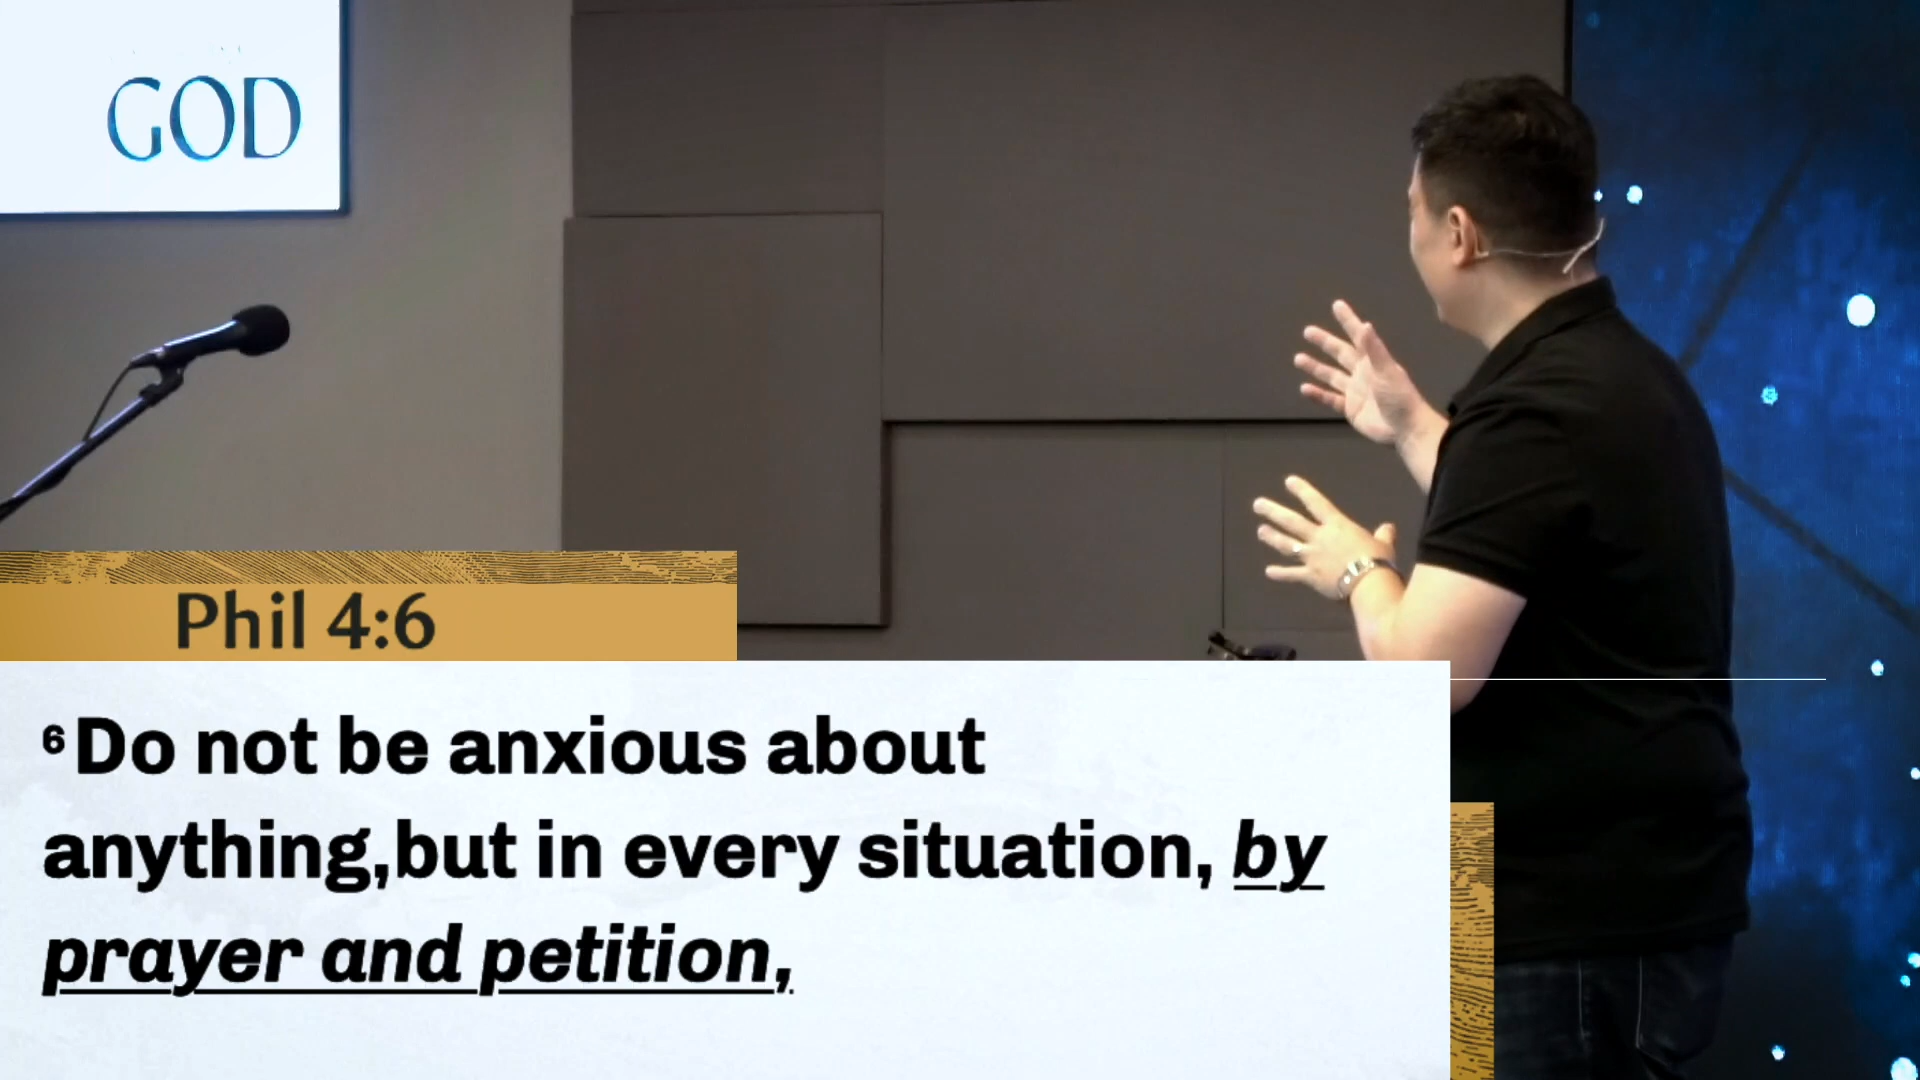 GOD
Phil 4:6
⁶Do not be anxious about
anything,but in every situation, by
prayer and petition,